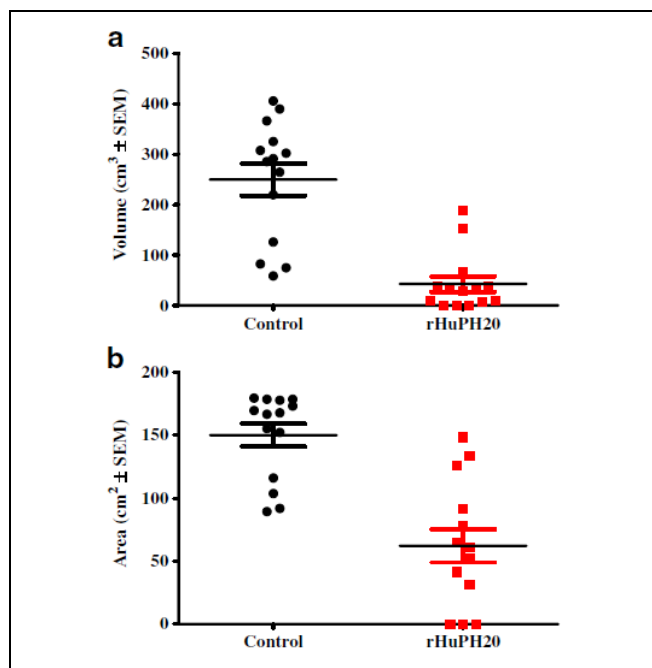 a
500
400
300
200
100
0
Volume (cm³ ± SEM)
Control
rHuPH20
b
200
150
100
50
0
Area (cm² ± SEM)
Control
rHuPH20